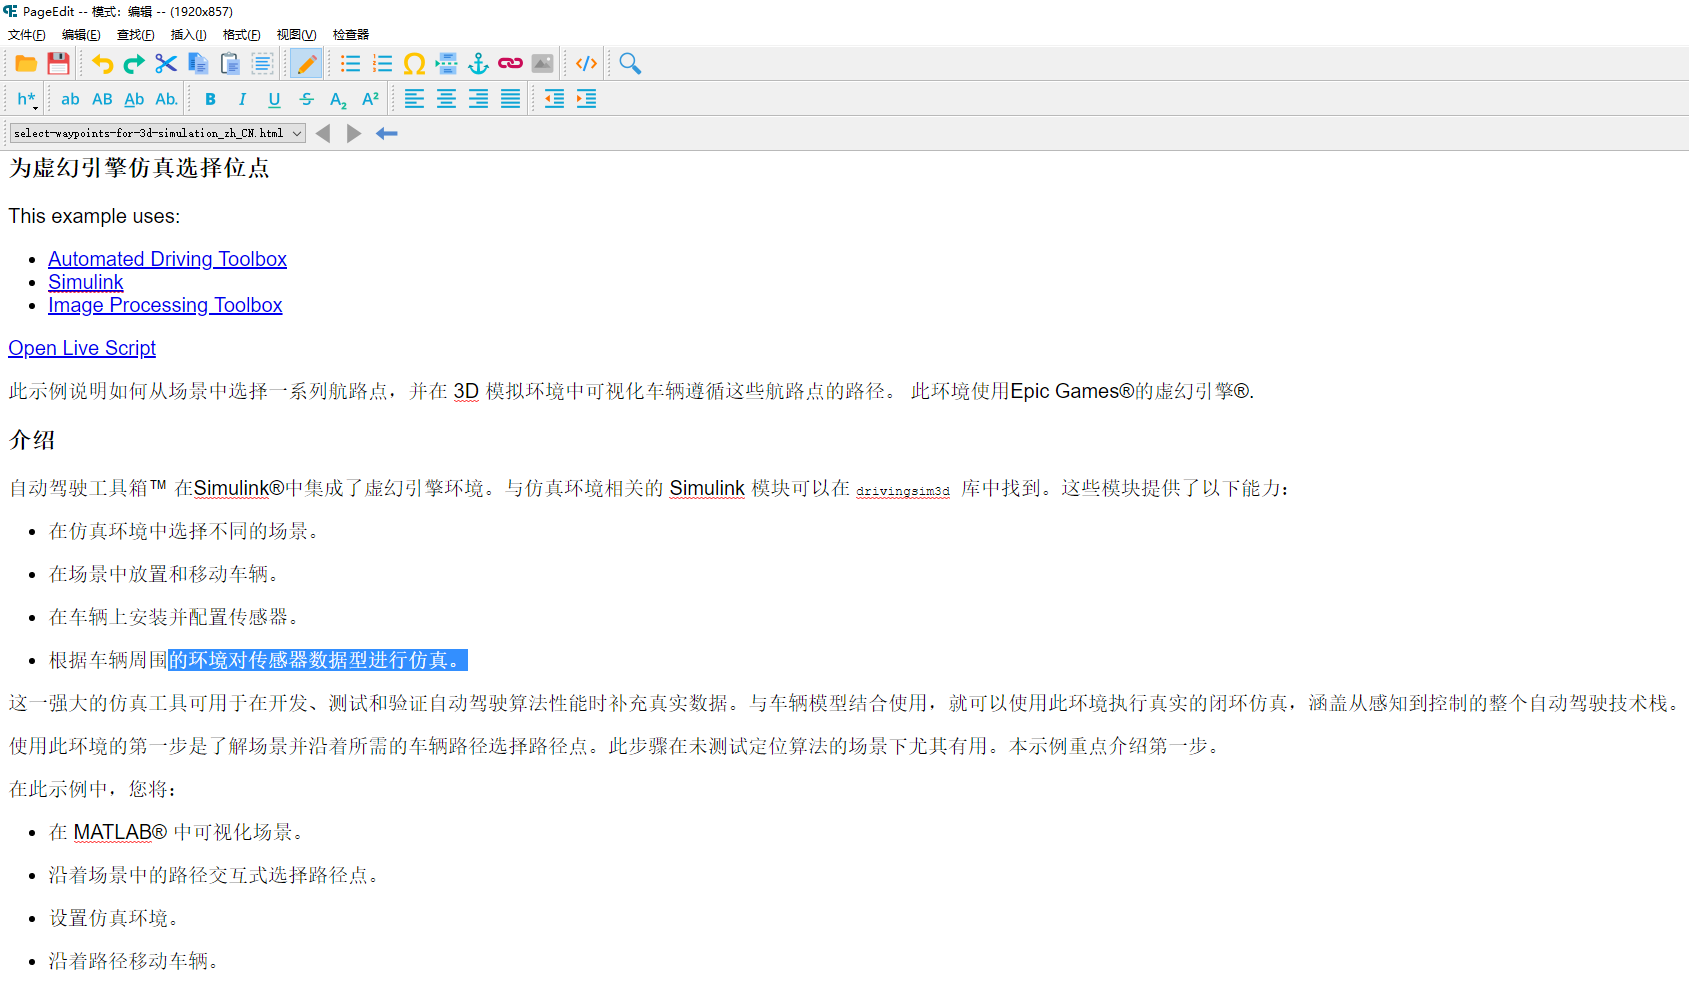 PageEdit -- 模式：编辑 -- (1920x857)
文件(F) 编辑(E) 查找(F) 插入(I) 格式(F) 视图(V) 检查器
h* ab AB Ab Ab. B I U S A2 A²
select-waypoints-for-3d-simulation_zh_CN.html
为虚幻引擎仿真选择位点
This example uses:
Automated Driving Toolbox
Simulink
Image Processing Toolbox
Open Live Script
此示例说明如何从场景中选择一系列航路点，并在 3D 模拟环境中可视化车辆遵循这些航路点的路径。 此环境使用Epic Games®的虚幻引擎®.
介绍
自动驾驶工具箱™ 在Simulink®中集成了虚幻引擎环境。与仿真环境相关的 Simulink 模块可以在 drivingsim3d 库中找到。这些模块提供了以下能力：
在仿真环境中选择不同的场景。
在场景中放置和移动车辆。
在车辆上安装并配置传感器。
根据车辆周围的环境对传感器数据型进行仿真。
这一强大的仿真工具可用于在开发、测试和验证自动驾驶算法性能时补充真实数据。与车辆模型结合使用，就可以使用此环境执行真实的闭环仿真，涵盖从感知到控制的整个自动驾驶技术栈。
使用此环境的第一步是了解场景并沿着所需的车辆路径选择路径点。此步骤在未测试定位算法的场景下尤其有用。本示例重点介绍第一步。
在此示例中，您将：
在 MATLAB® 中可视化场景。
沿着场景中的路径交互式选择路径点。
设置仿真环境。
沿着路径移动车辆。